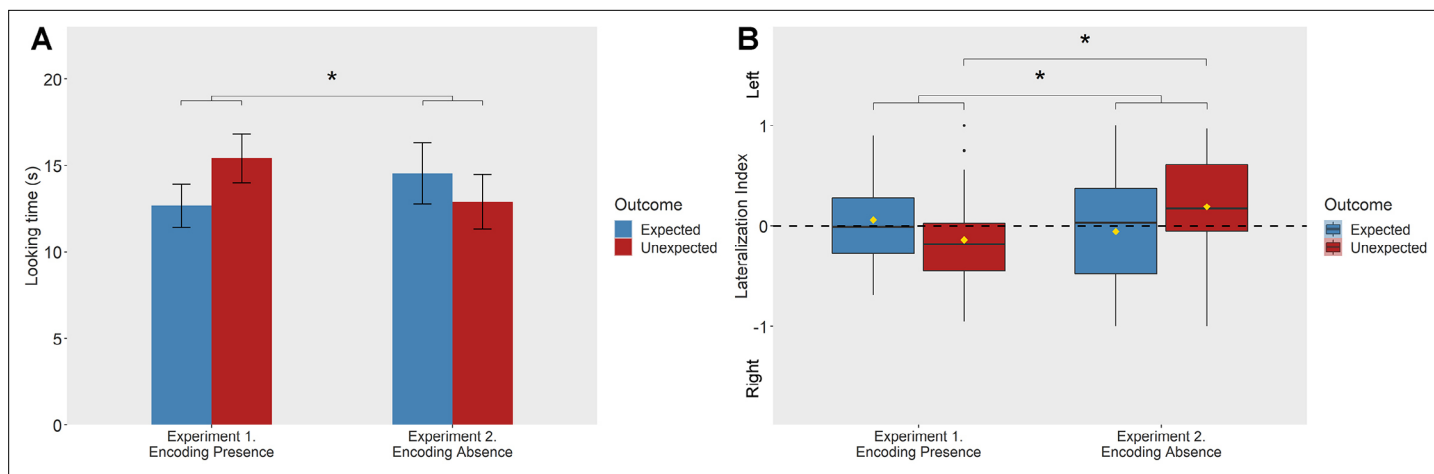 A
*
20
15
10
5
0
Looking time (s)
Experiment 1.
Encoding Presence
Experiment 2.
Encoding Absence
Outcome
Expected
Unexpected
B
*
*
Left
1
0
-1
Right
Lateralization Index
Experiment 1.
Encoding Presence
Experiment 2.
Encoding Absence
Outcome
Expected
Unexpected